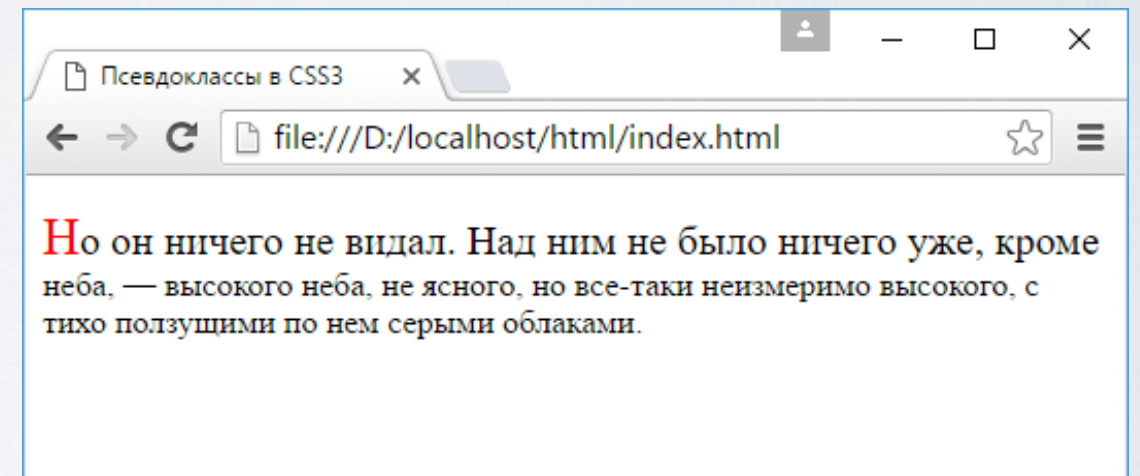 Псевдоклассы в CSS3
file:///D:/localhost/html/index.html
Но он ничего не видал. Над ним не было ничего уже, кроме
неба, — высокого неба, не ясного, но все-таки неизмеримо высокого, с
тихо ползущими по нем серыми облаками.